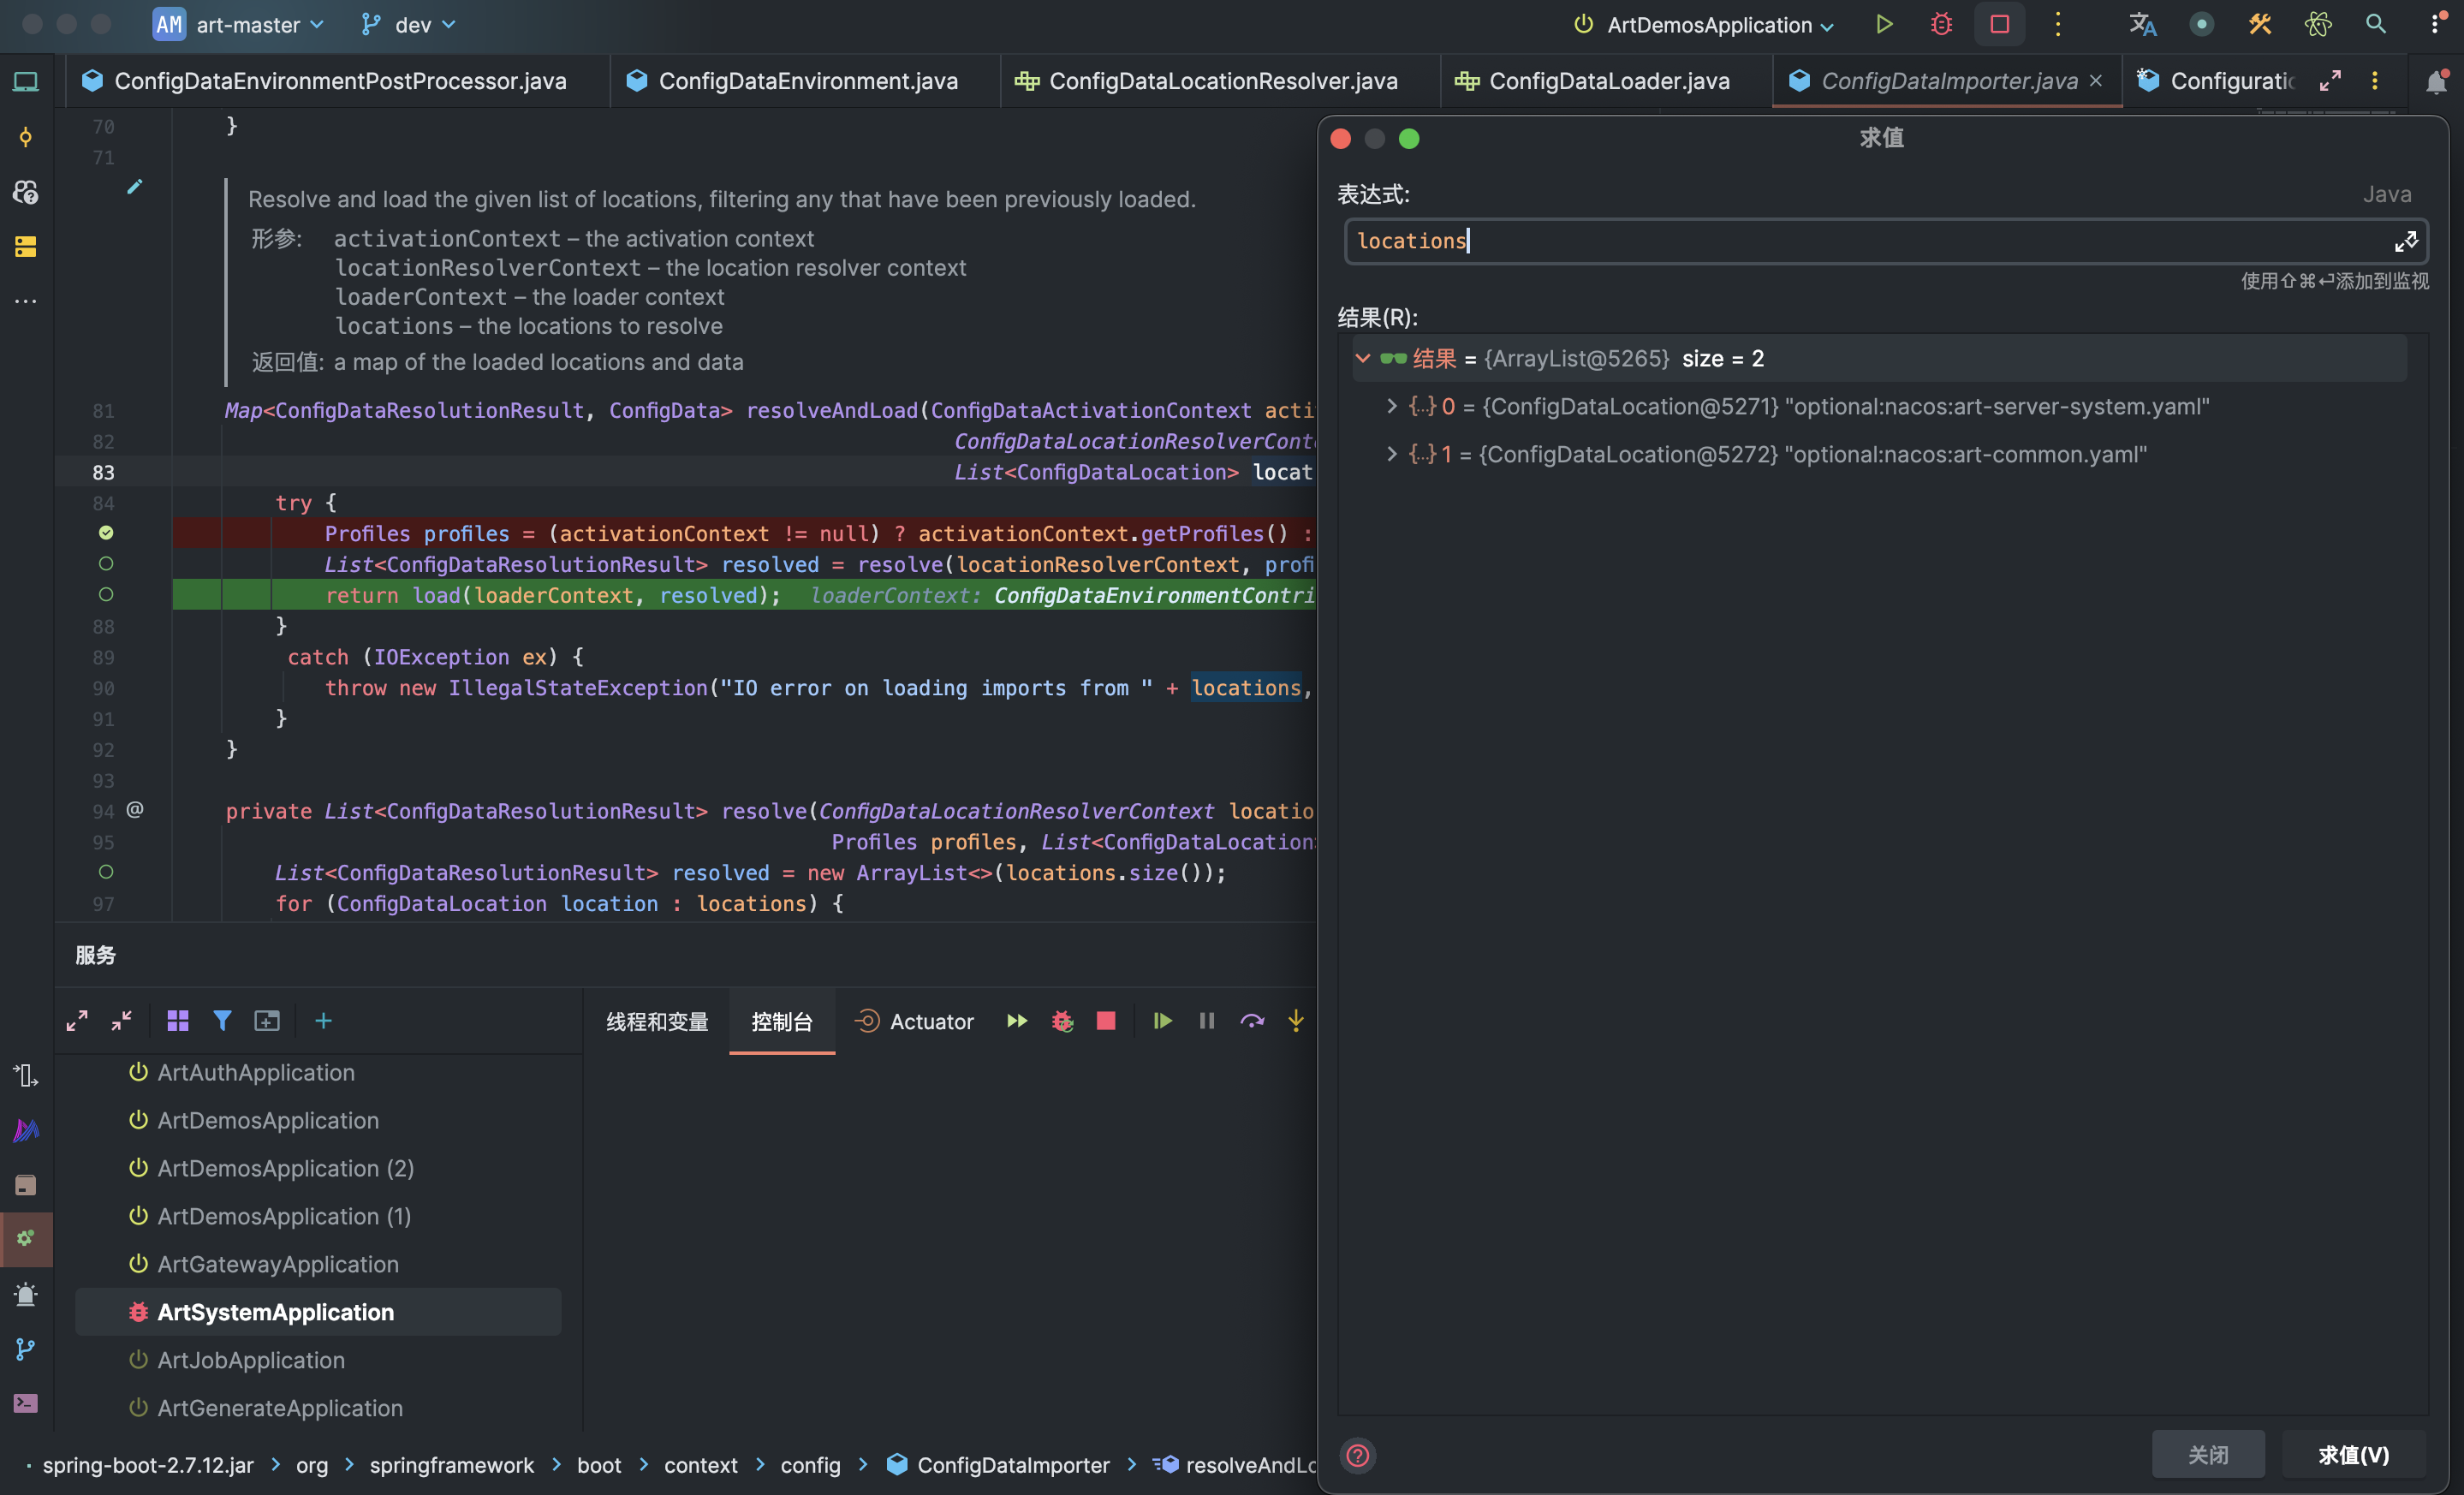 AM art-master dev ArtDemosApplication
ConfigDataEnvironmentPostProcessor.java ConfigDataEnvironment.java ConfigDataLocationResolver.java ConfigDataLoader.java ConfigDataImporter.java Configuratio
70 }
71
Resolve and load the given list of locations, filtering any that have been previously loaded.
形参: activationContext – the activation context
locationResolverContext – the location resolver context
loaderContext – the loader context
locations – the locations to resolve
返回值: a map of the loaded locations and data
81 Map<ConfigDataResolutionResult, ConfigData> resolveAndLoad(ConfigDataActivationContext acti
82 ConfigDataLocationResolverConte
83 List<ConfigDataLocation> locat
84 try {
Profiles profiles = (activationContext != null) ? activationContext.getProfiles() :
List<ConfigDataResolutionResult> resolved = resolve(locationResolverContext, profi
return load(loaderContext, resolved); loaderContext: ConfigDataEnvironmentContri
88 }
89 catch (IOException ex) {
90 throw new IllegalStateException("IO error on loading imports from " + locations,
91 }
92 }
93
94 @ private List<ConfigDataResolutionResult> resolve(ConfigDataLocationResolverContext locatio
95 Profiles profiles, List<ConfigDataLocation>
List<ConfigDataResolutionResult> resolved = new ArrayList<>(locations.size());
97 for (ConfigDataLocation location : locations) {
求值
表达式: Java
locations
使用⇧⌘⏎添加到监视
结果(R):
结果 = {ArrayList@5265} size = 2
{...} 0 = {ConfigDataLocation@5271} "optional:nacos:art-server-system.yaml"
{...} 1 = {ConfigDataLocation@5272} "optional:nacos:art-common.yaml"
关闭 求值(V)
服务
线程和变量 控制台 Actuator
ArtAuthApplication
ArtDemosApplication
ArtDemosApplication (2)
ArtDemosApplication (1)
ArtGatewayApplication
ArtSystemApplication
ArtJobApplication
ArtGenerateApplication
spring-boot-2.7.12.jar > org > springframework > boot > context > config > ConfigDataImporter > resolveAndLo